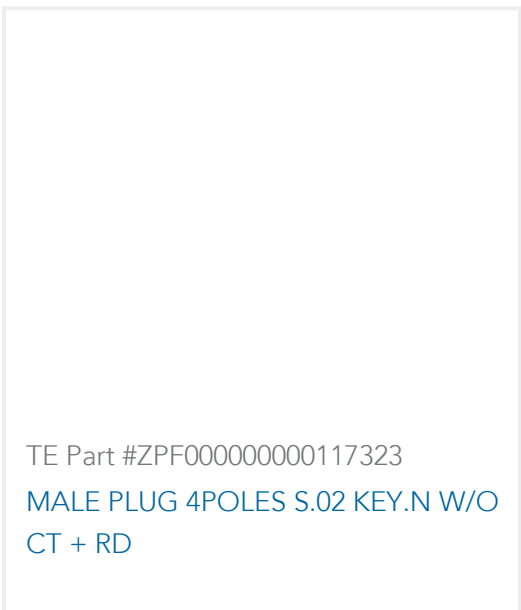 TE Part #ZPF000000000117323
MALE PLUG 4POLES S.02 KEY.N W/O
CT + RD